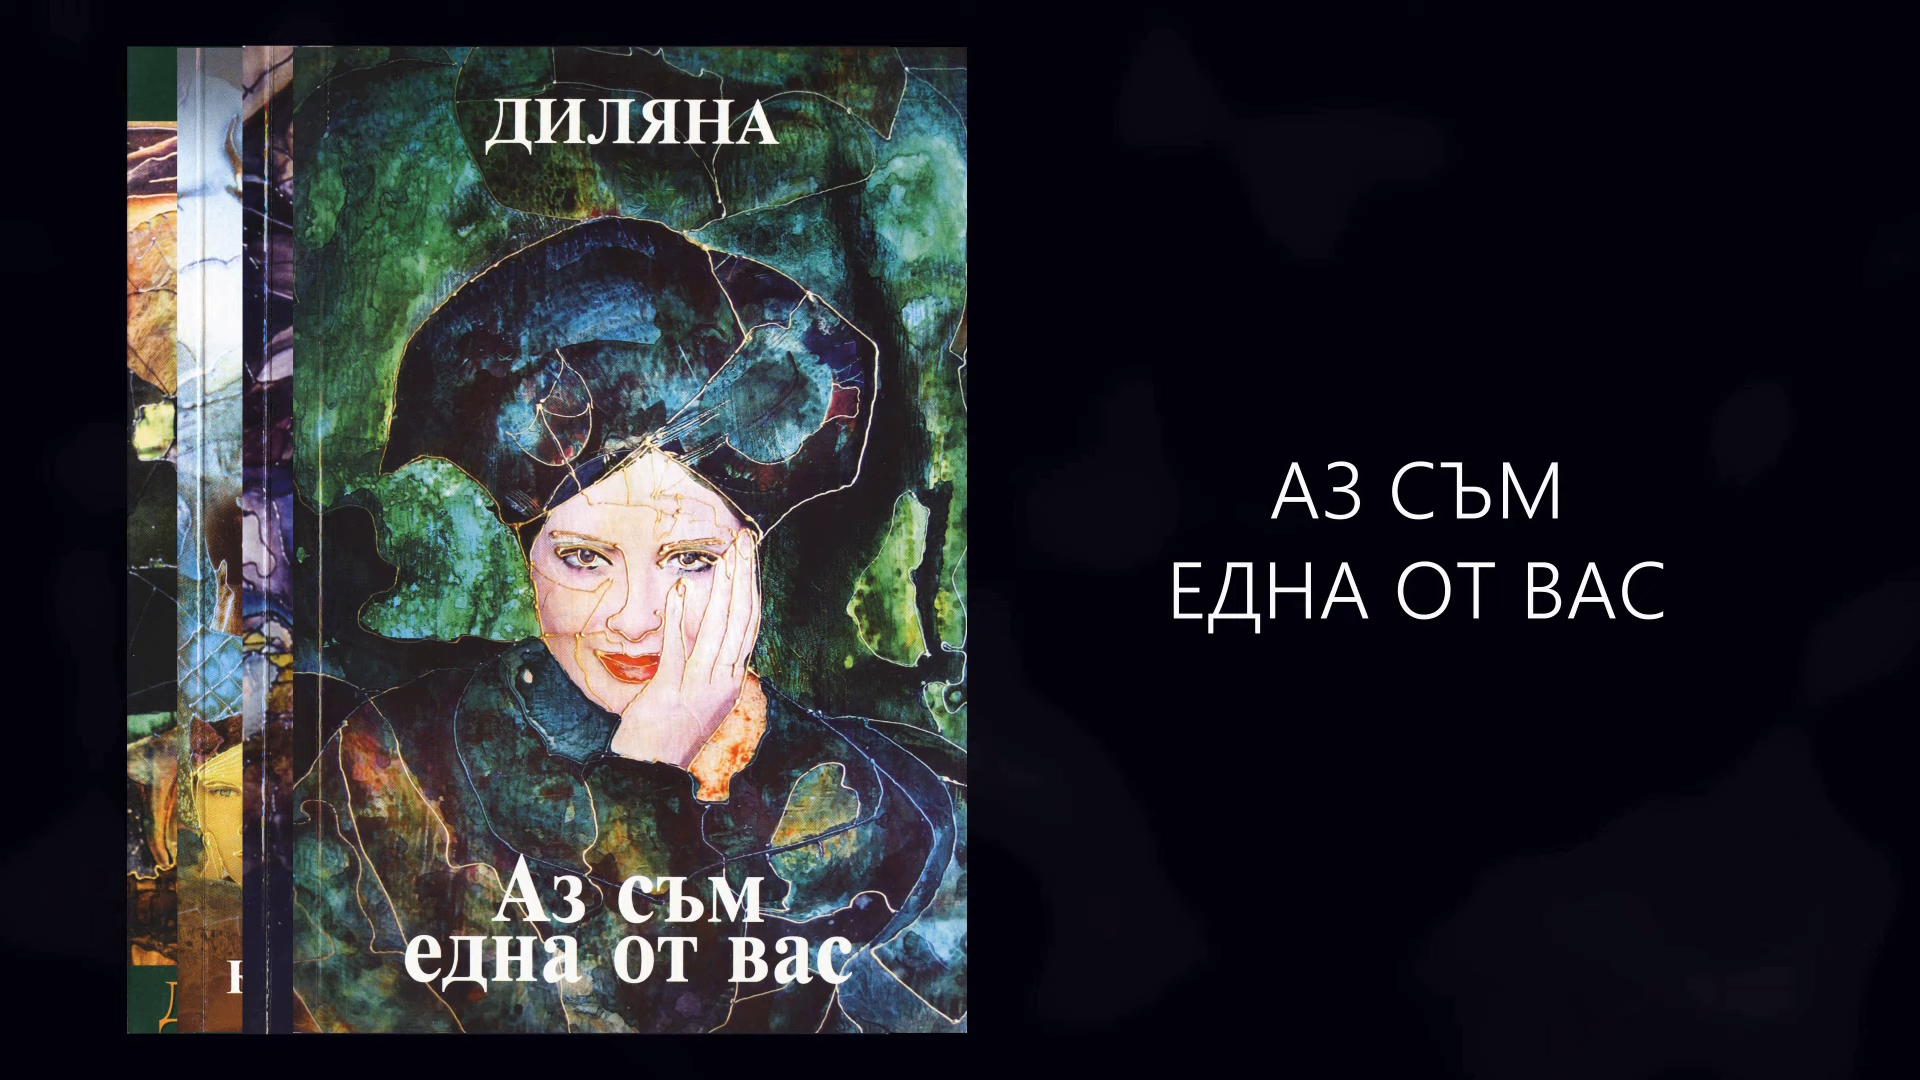 ДИЛЯНА
Аз съм
една от вас
АЗ СЪМ
ЕДНА ОТ ВАС